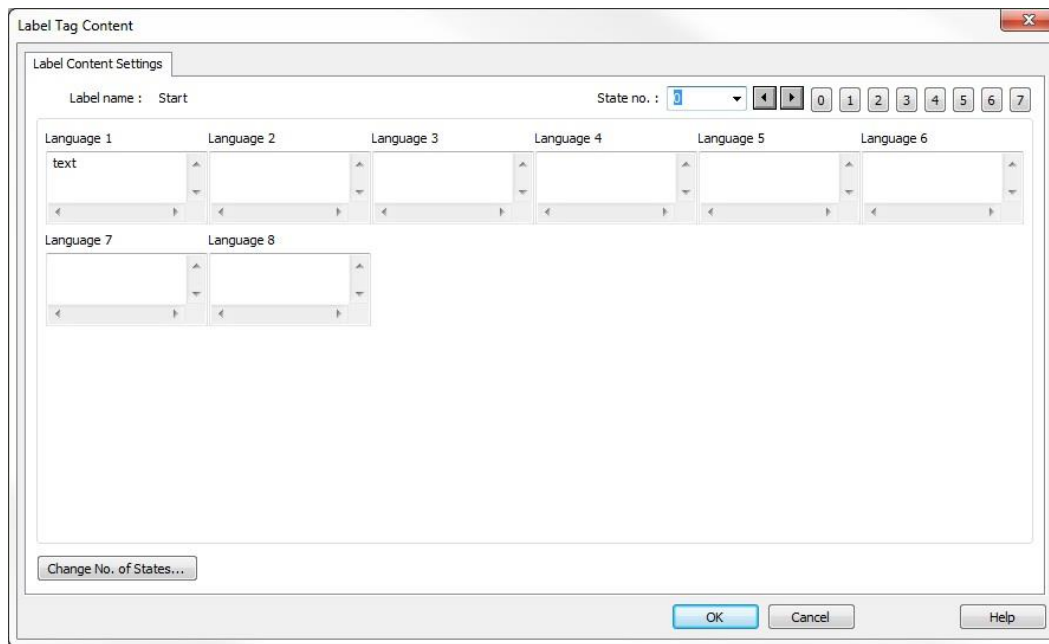 Label Tag Content
Label Content Settings
Label name : Start State no. : 0 0 1 2 3 4 5 6 7
Language 1 Language 2 Language 3 Language 4 Language 5 Language 6
text
Language 7 Language 8
Change No. of States...
OK Cancel Help